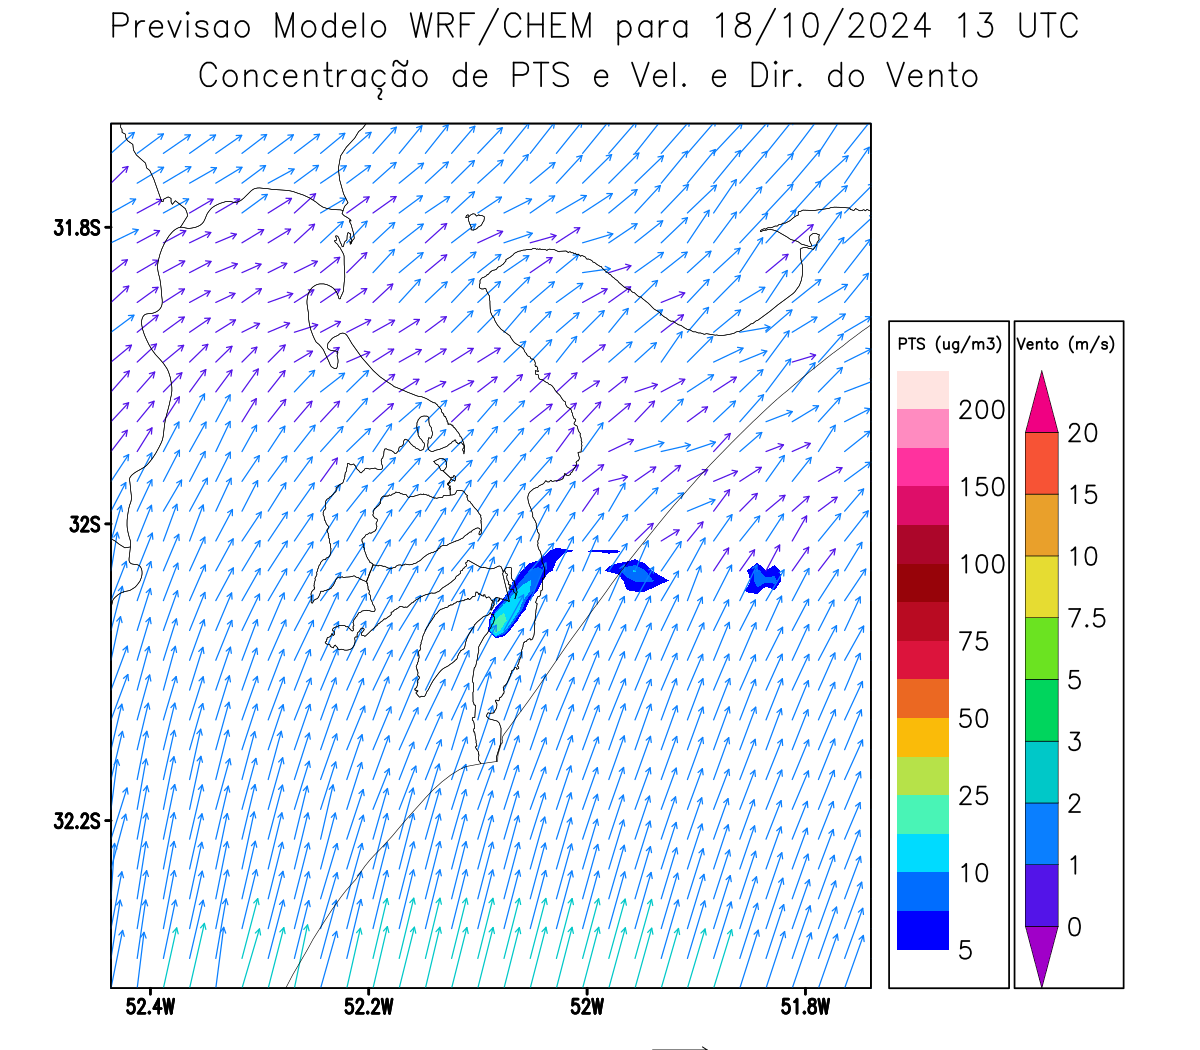 Previsao Modelo WRF/CHEM para 18/10/2024 13 UTC
Concentração de PTS e Vel. e Dir. do Vento
31.8S
32S
32.2S
52.4W 52.2W 52W 51.8W
PTS (ug/m3)
200
150
100
75
50
25
10
5
Vento (m/s)
20
15
10
7.5
5
3
2
1
0